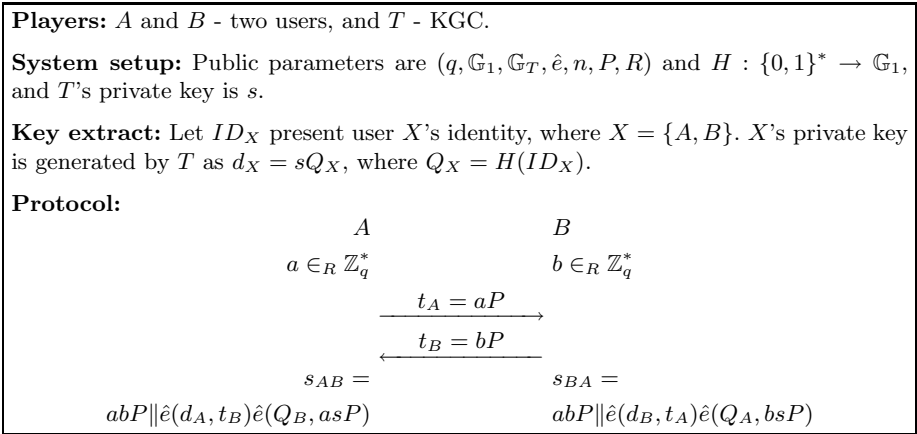 Players: A and B - two users, and T - KGC.
System setup: Public parameters are (q, 𝔾₁, 𝔾_T, ê, n, P, R) and H : {0, 1}* → 𝔾₁,
and T's private key is s.
Key extract: Let ID_X present user X's identity, where X = {A, B}. X's private key
is generated by T as d_X = sQ_X, where Q_X = H(ID_X).
Protocol:
A B
a ∈_R ℤ*_q b ∈_R ℤ*_q
t_A = aP
t_B = bP
s_AB = s_BA =
abP‖ê(d_A, t_B)ê(Q_B, asP) abP‖ê(d_B, t_A)ê(Q_A, bsP)